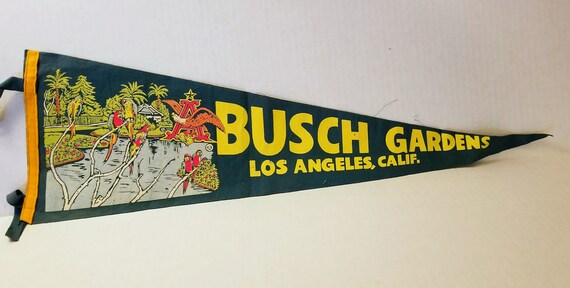 BUSCH GARDENS
LOS ANGELES, CALIF.